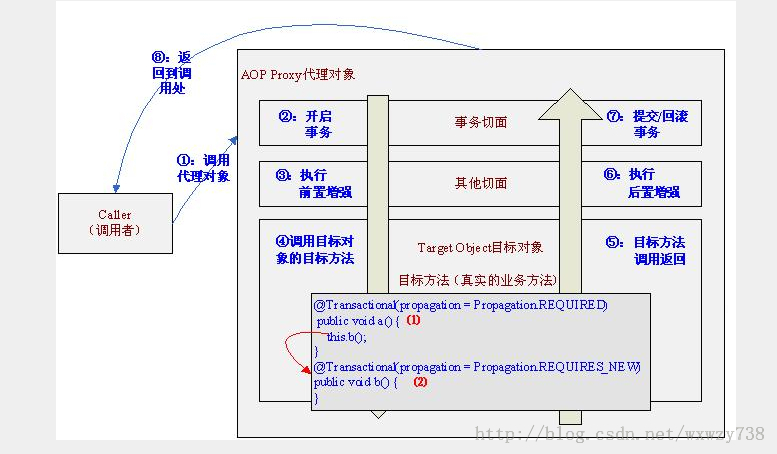 ⑧：返
回到调
用处
AOP Proxy代理对象
②：开启
事务
事务切面
⑦：提交/回滚
事务
①：调用
代理对象
③：执行
前置增强
其他切面
⑥：执行
后置增强
Caller
（调用者）
④调用目标对
象的目标方法
Target Object目标对象
⑤：目标方法
调用返回
目标方法（真实的业务方法）
@Transactional(propagation = Propagation.REQUIRED)
public void a() { (1)
this.b();
}
@Transactional(propagation = Propagation.REQUIRES_NEW)
public void b() { (2)
}
http://blog.csdn.net/wxwzy738